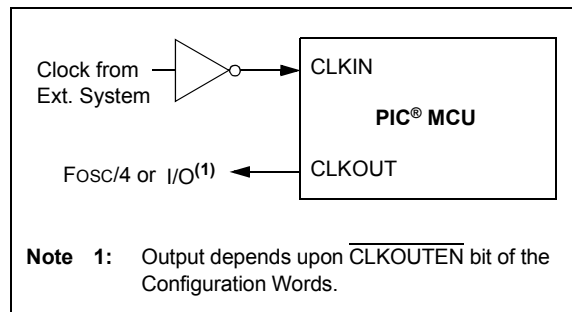 Clock from
Ext. System
CLKIN
PIC® MCU
FOSC/4 or I/O(1)
CLKOUT
Note 1: Output depends upon CLKOUTEN bit of the
Configuration Words.